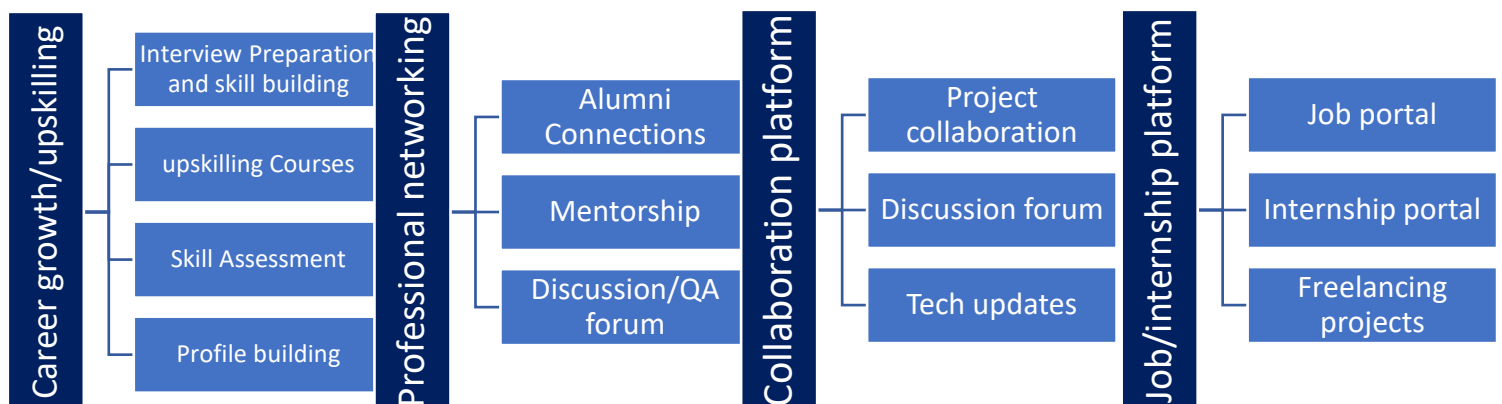 Career growth/upskilling
Interview Preparation
and skill building
upskilling Courses
Skill Assessment
Profile building
Professional networking
Alumni
Connections
Mentorship
Discussion/QA
forum
Collaboration platform
Project
collaboration
Discussion forum
Tech updates
Job/internship platform
Job portal
Internship portal
Freelancing
projects